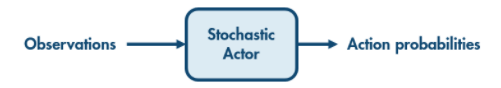 Observations
Stochastic
Actor
Action probabilities